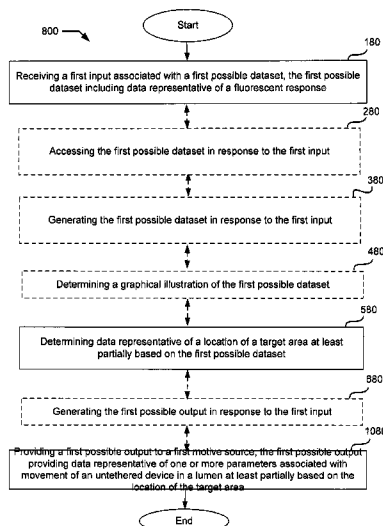 800
Start
180
Receiving a first input associated with a first possible dataset, the first possible
dataset including data representative of a fluorescent response
280
Accessing the first possible dataset in response to the first input
380
Generating the first possible dataset in response to the first input
480
Determining a graphical illustration of the first possible dataset
580
Determining data representative of a location of a target area at least
partially based on the first possible dataset
680
Generating the first possible output in response to the first input
1080
Providing a first possible output to a first motive source, the first possible output
providing data representative of one or more parameters associated with
movement of an untethered device in a lumen at least partially based on the
location of the target area
End